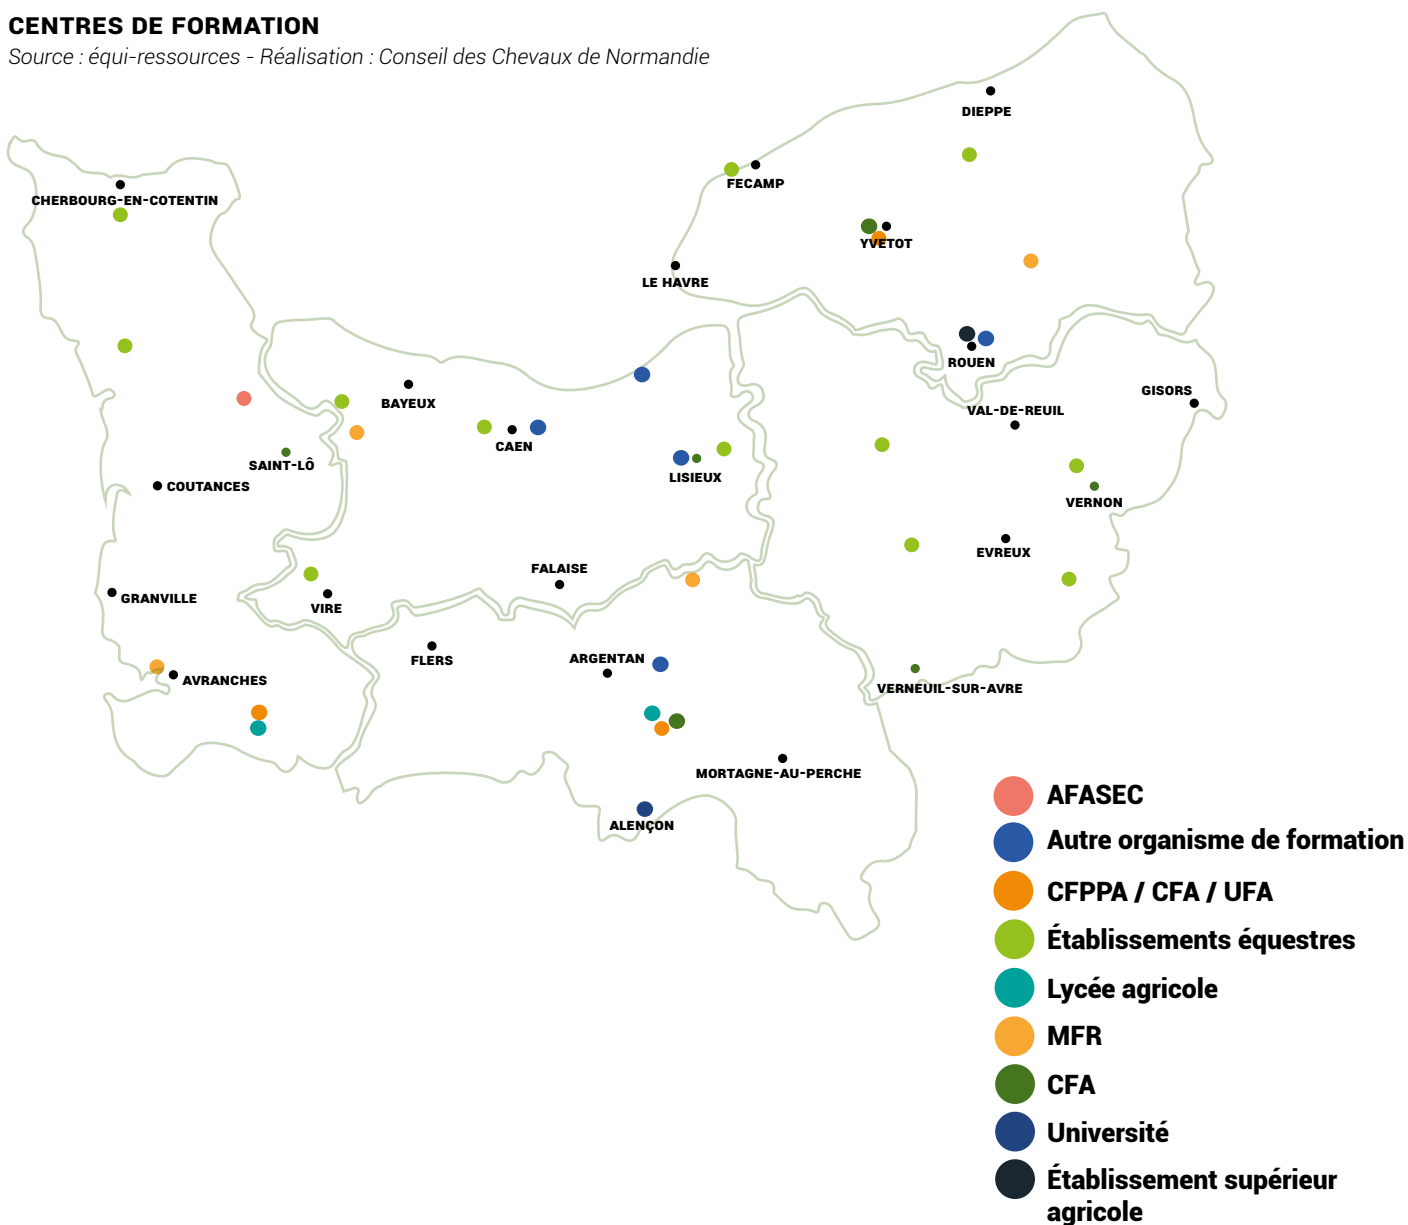 CENTRES DE FORMATION
Source : équi-ressources - Réalisation : Conseil des Chevaux de Normandie
DIEPPE
FECAMP
CHERBOURG-EN-COTENTIN
YVETOT
LE HAVRE
ROUEN
GISORS
BAYEUX
VAL-DE-REUIL
CAEN
SAINT-LÔ
LISIEUX
COUTANCES
VERNON
EVREUX
FALAISE
GRANVILLE
VIRE
FLERS
ARGENTAN
AVRANCHES
VERNEUIL-SUR-AVRE
MORTAGNE-AU-PERCHE
ALENÇON
AFASEC
Autre organisme de formation
CFPPA / CFA / UFA
Établissements équestres
Lycée agricole
MFR
CFA
Université
Établissement supérieur
agricole